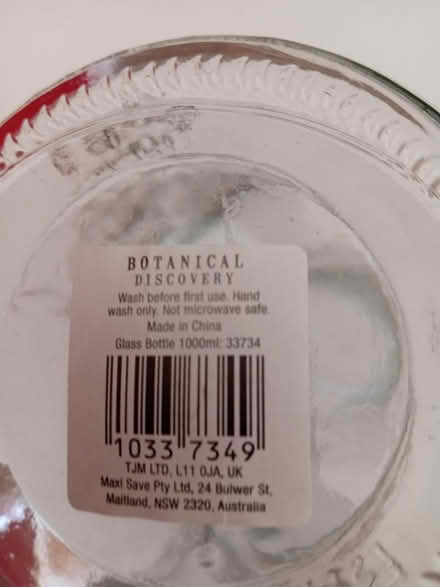 BOTANICAL
DISCOVERY
Wash before first use. Hand
wash only. Not microwave safe.
Made in China
Glass Bottle 1000ml: 33734
1033 7349
TJM LTD, L11 0JA, UK
Maxi Save Pty Ltd, 24 Bulwer St,
Maitland, NSW 2320, Australia